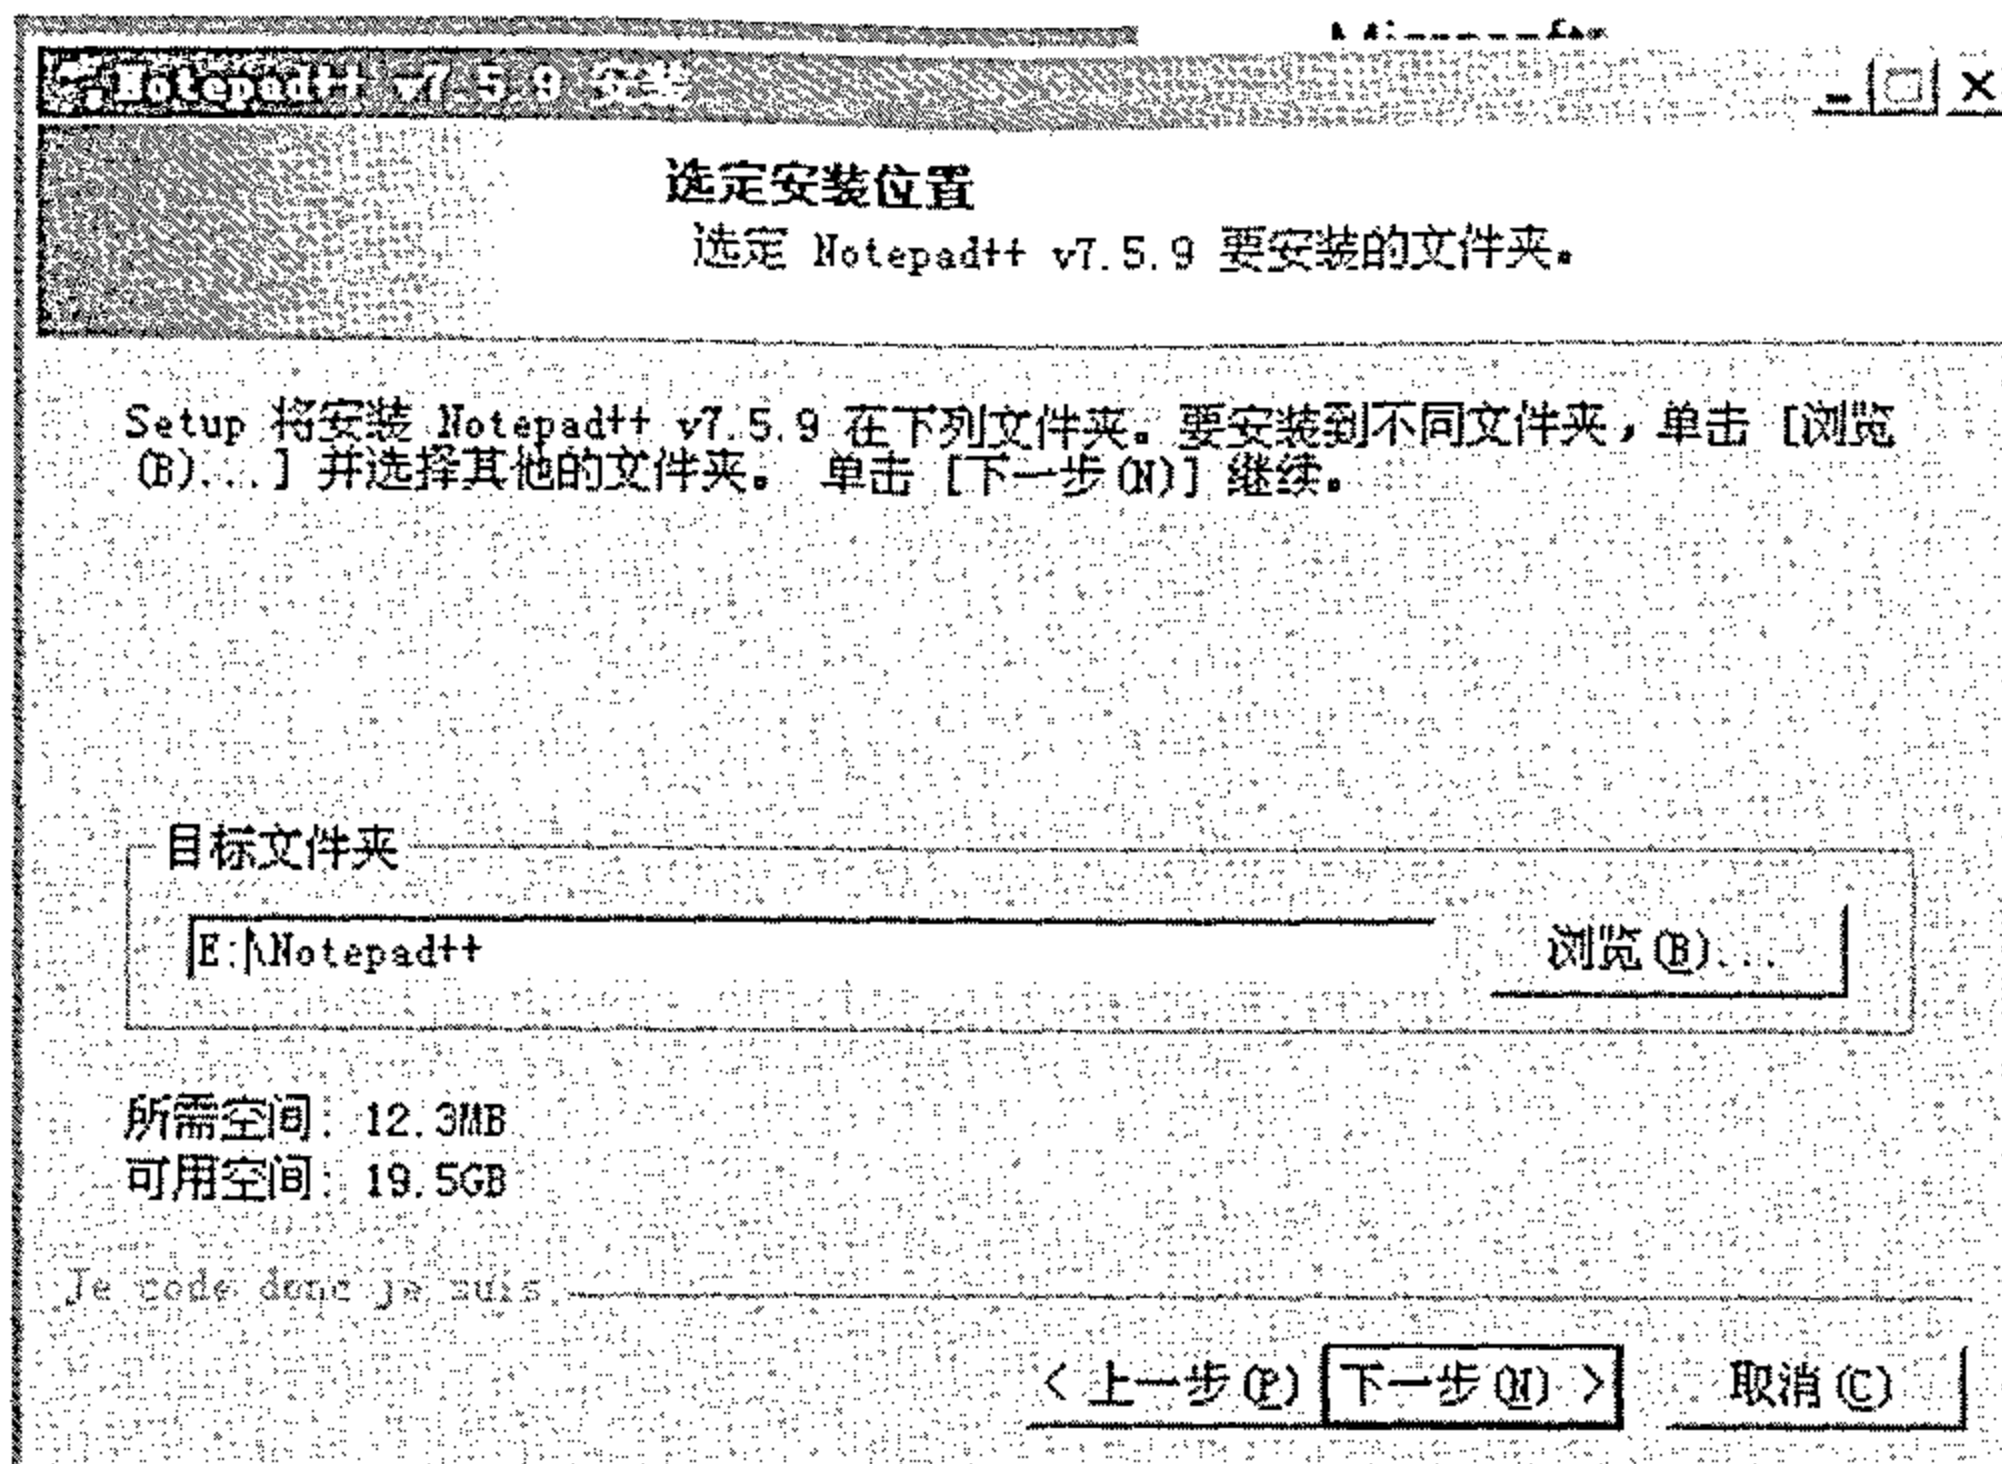 Notepad++ v7.5.9 安装
选定安装位置
选定 Notepad++ v7.5.9 要安装的文件夹。
Setup 将安装 Notepad++ v7.5.9 在下列文件夹。要安装到不同文件夹，单击 [浏览
(B)...] 并选择其他的文件夹。 单击 [下一步(N)] 继续。
目标文件夹
E:\Notepad++
浏览(B)...
所需空间: 12.3MB
可用空间: 19.5GB
Je code donc je suis
< 上一步(P) 下一步(N) > 取消(C)